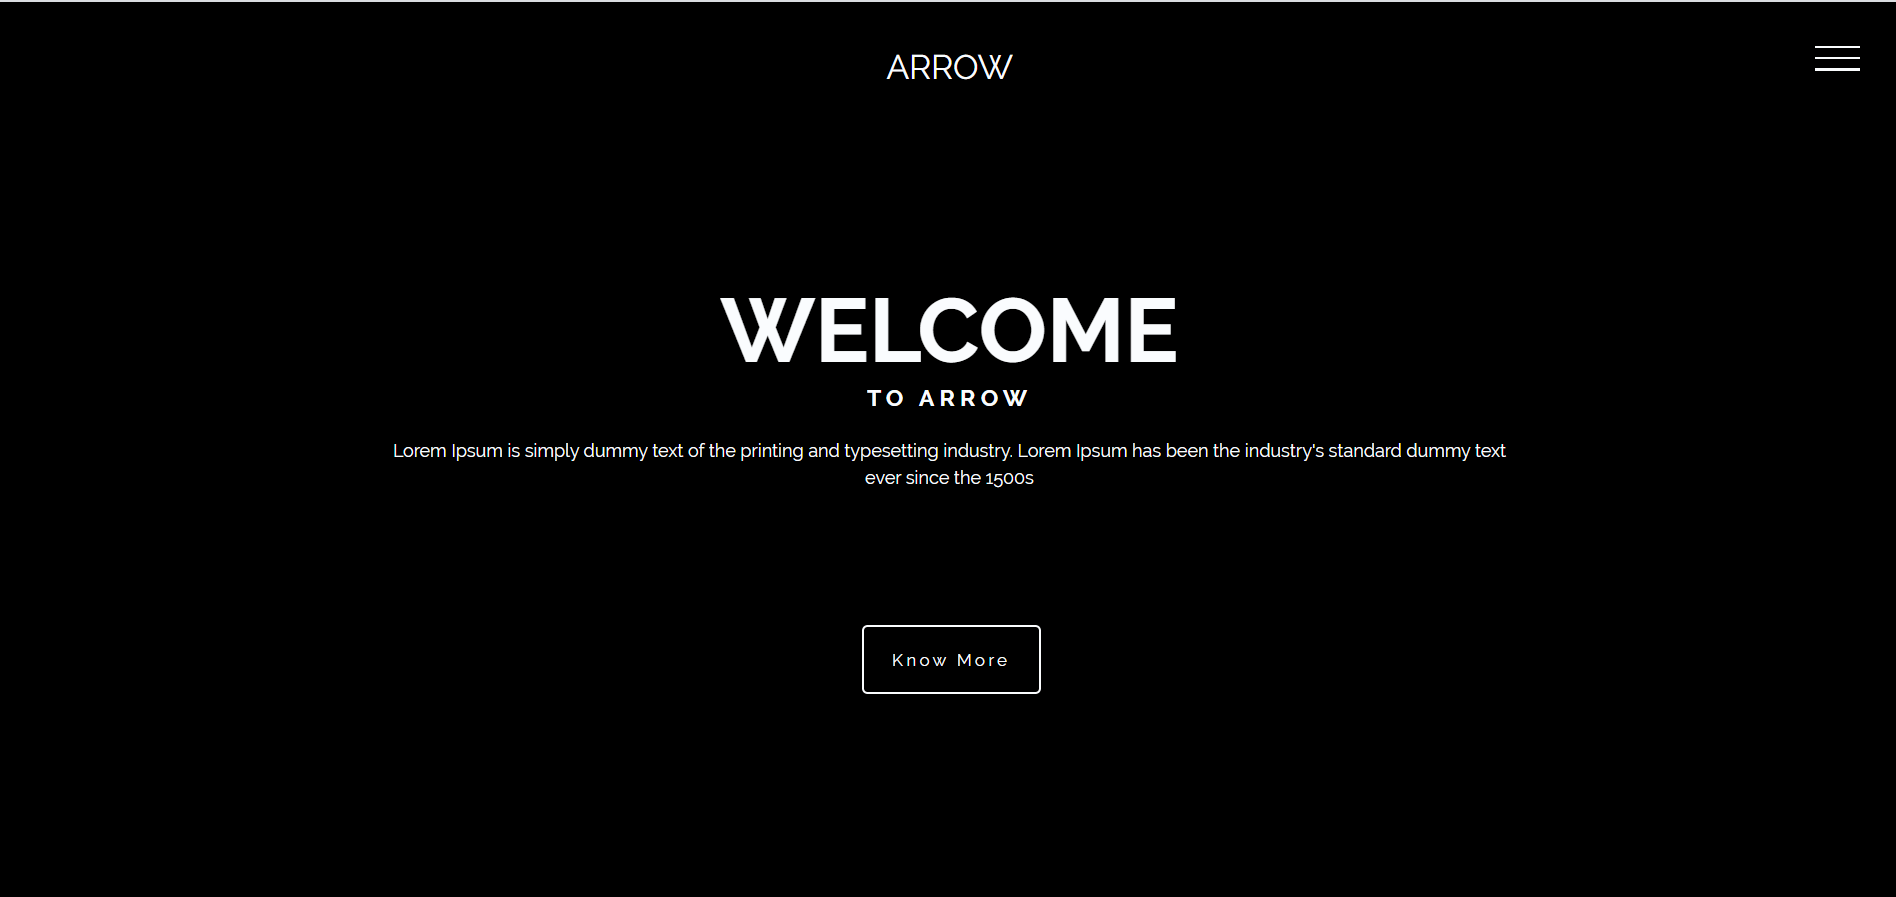 ARROW
WELCOME
TO ARROW
Lorem Ipsum is simply dummy text of the printing and typesetting industry. Lorem Ipsum has been the industry's standard dummy text
ever since the 1500s
Know More